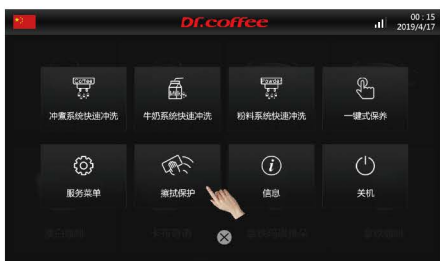 Dr.coffee
00 : 15
2019/4/17
Coffee
Powder
冲煮系统快速冲洗
牛奶系统快速冲洗
粉料系统快速冲洗
一键式保养
服务菜单
擦拭保护
信息
关机